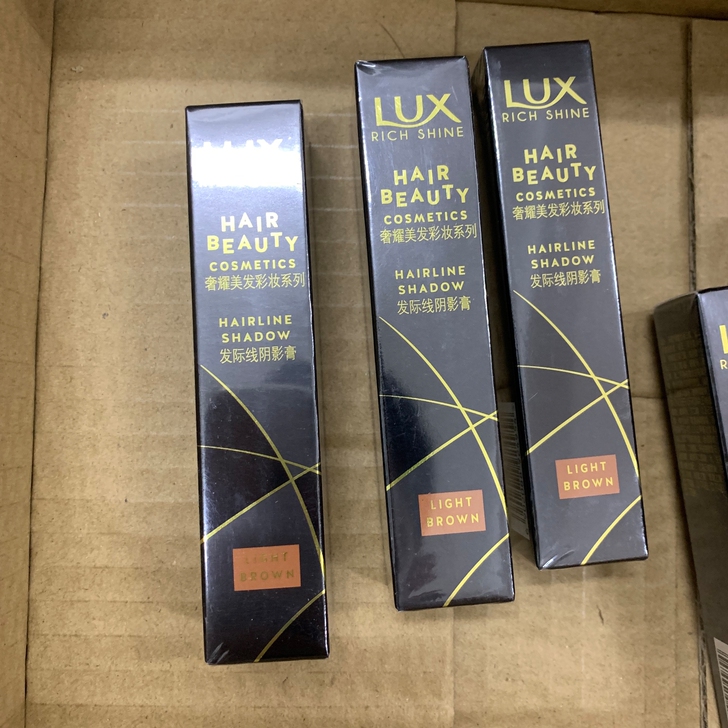 LUX
HAIR
BEAUTY
COSMETICS
奢耀美发彩妆系列
HAIRLINE
SHADOW
发际线阴影膏
LIGHT
BROWN
LUX
RICH SHINE
HAIR
BEAUTY
COSMETICS
奢耀美发彩妆系列
HAIRLINE
SHADOW
发际线阴影膏
LIGHT
BROWN
LUX
RICH SHINE
HAIR
BEAUTY
COSMETICS
奢耀美发彩妆系列
HAIRLINE
SHADOW
发际线阴影膏
LIGHT
BROWN